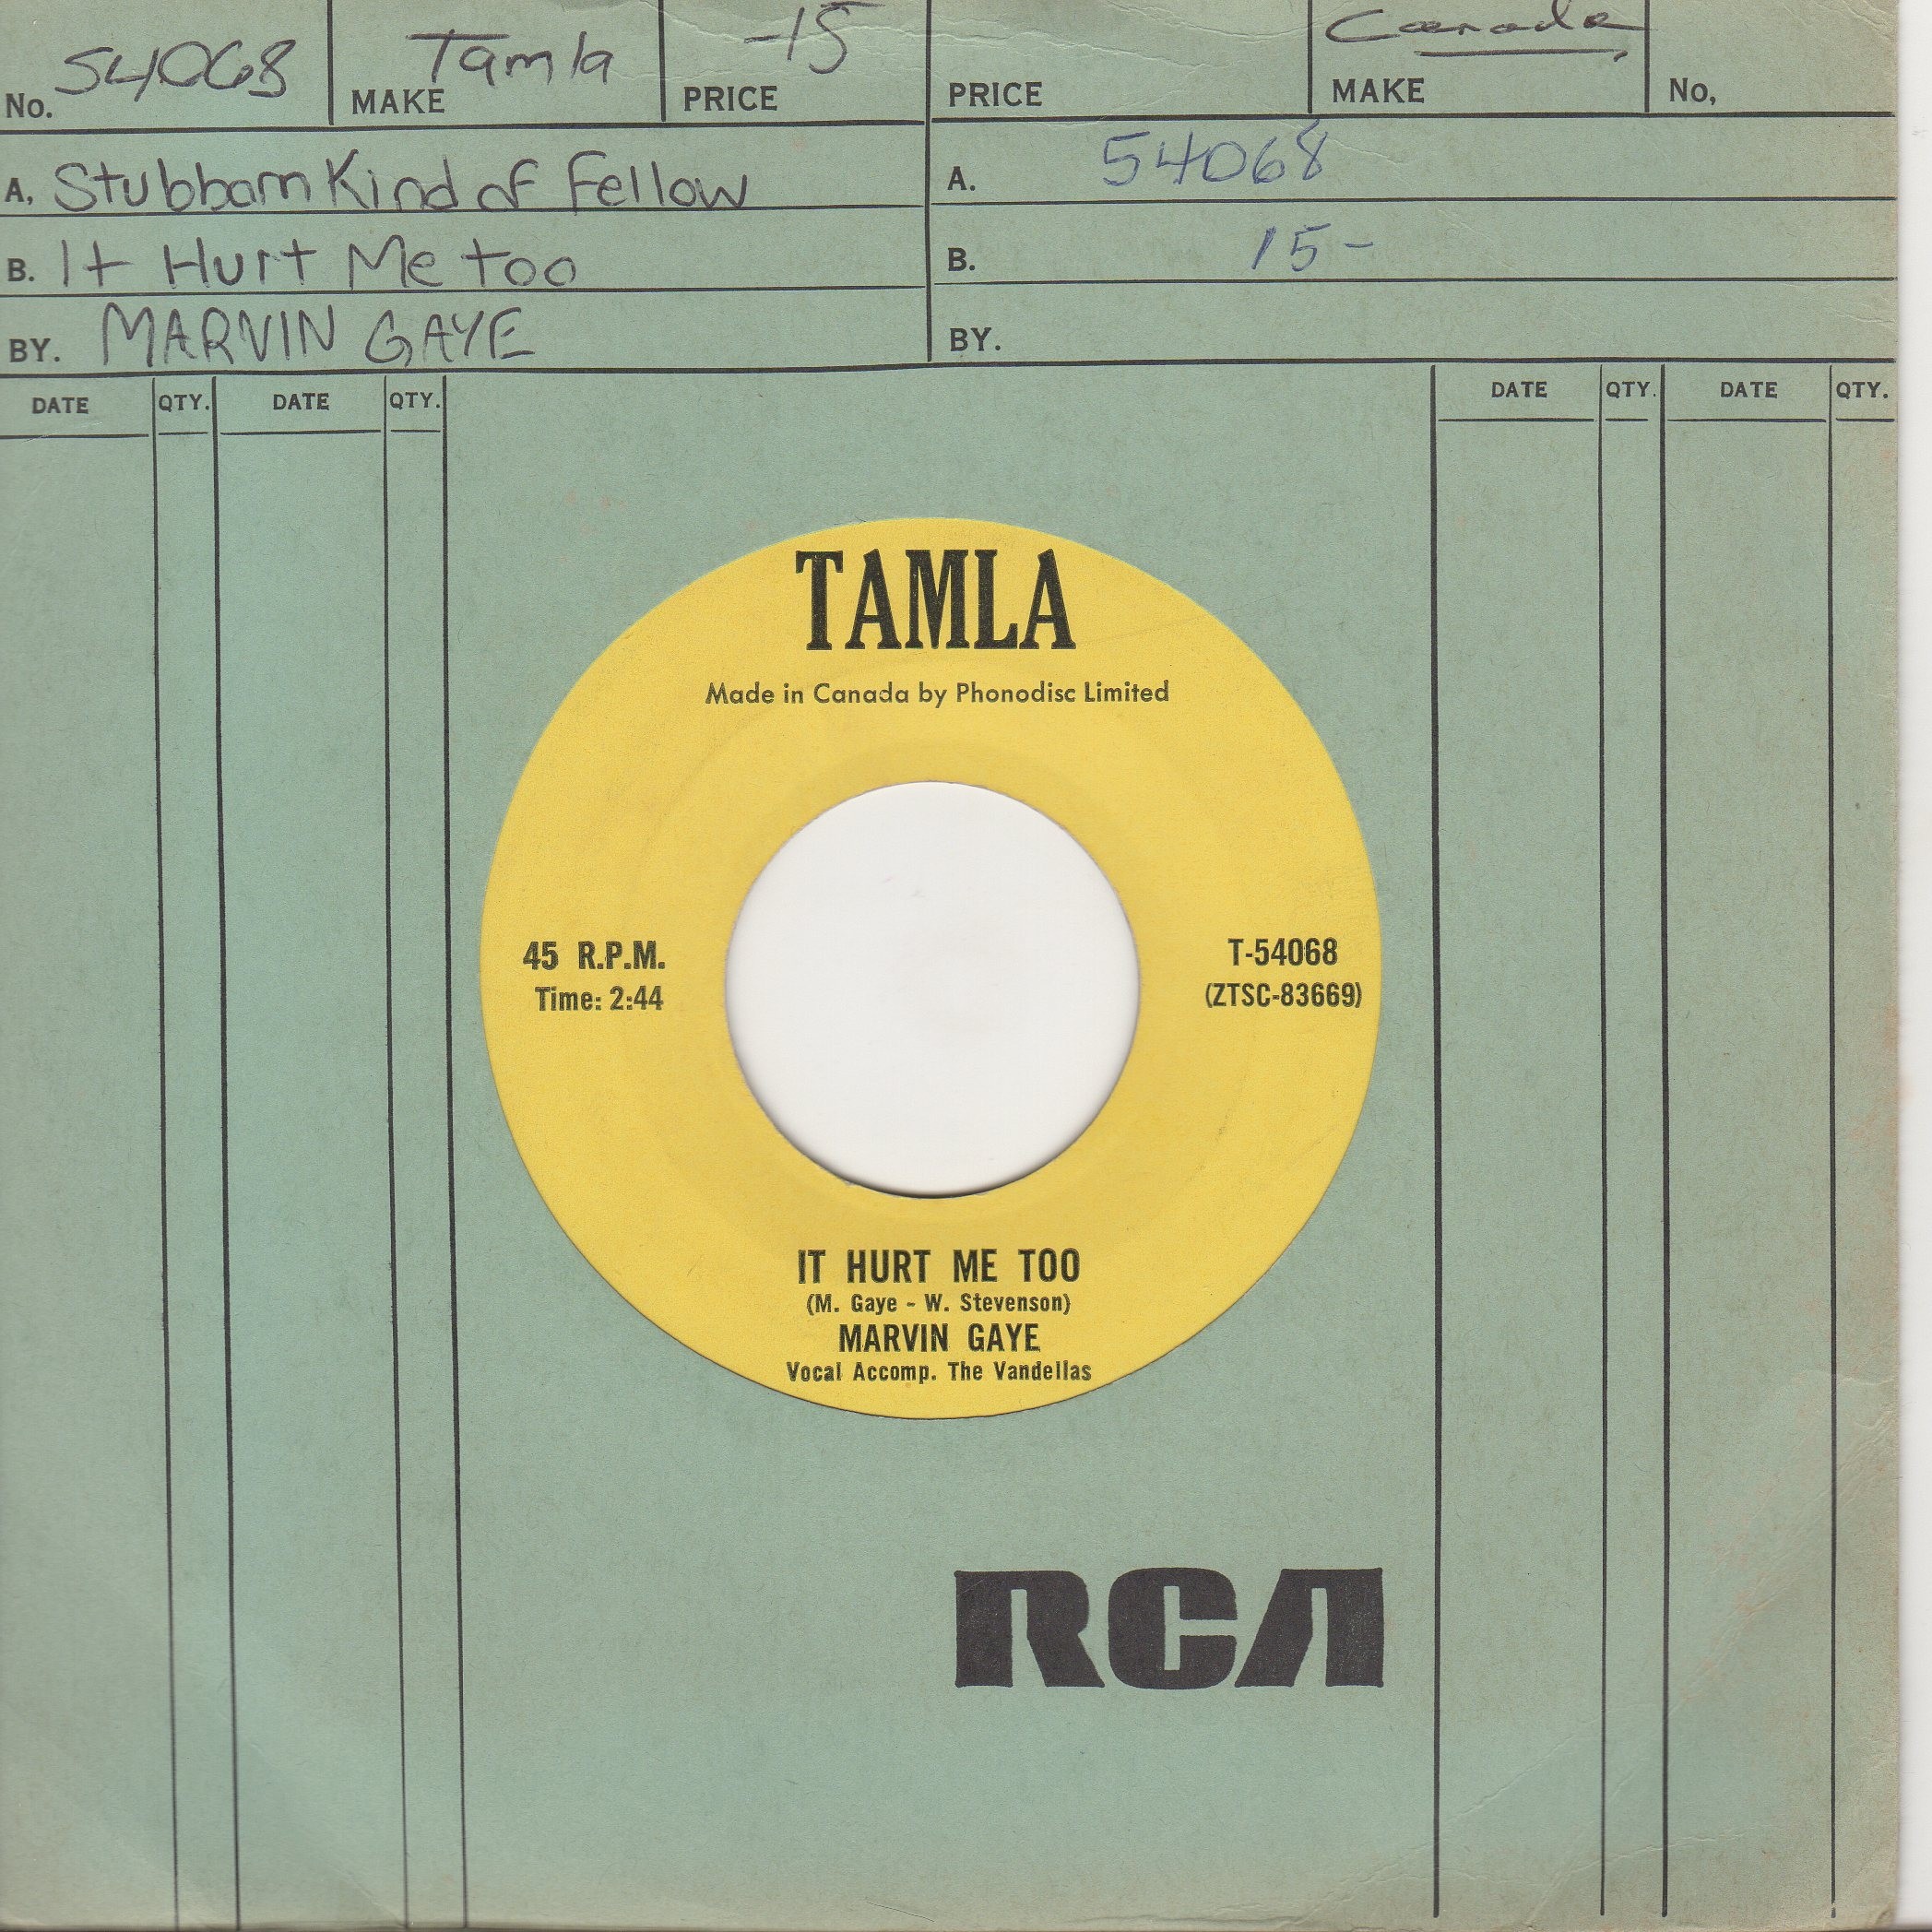 No. 54068 MAKE Tamla PRICE -15
PRICE MAKE Canada No,
A, Stubborn Kind of Fellow
A. 54068
B. It Hurt Me too
B. 15-
BY. MARVIN GAYE
BY.
DATE QTY. DATE QTY.
DATE QTY. DATE QTY.
TAMLA
Made in Canada by Phonodisc Limited
45 R.P.M.
Time: 2:44
T-54068
(ZTSC-83669)
IT HURT ME TOO
(M. Gaye - W. Stevenson)
MARVIN GAYE
Vocal Accomp. The Vandellas
RCA